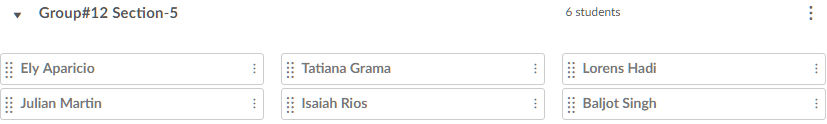 Group#12 Section-5 6 students
Ely Aparicio Tatiana Grama Lorens Hadi
Julian Martin Isaiah Rios Baljot Singh